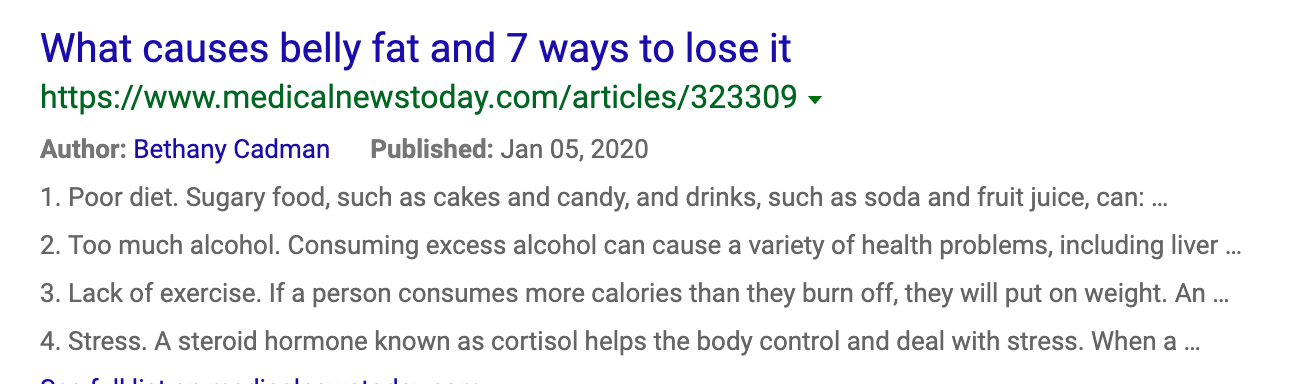 What causes belly fat and 7 ways to lose it
https://www.medicalnewstoday.com/articles/323309
Author: Bethany Cadman Published: Jan 05, 2020
1. Poor diet. Sugary food, such as cakes and candy, and drinks, such as soda and fruit juice, can: ...
2. Too much alcohol. Consuming excess alcohol can cause a variety of health problems, including liver ...
3. Lack of exercise. If a person consumes more calories than they burn off, they will put on weight. An ...
4. Stress. A steroid hormone known as cortisol helps the body control and deal with stress. When a ...